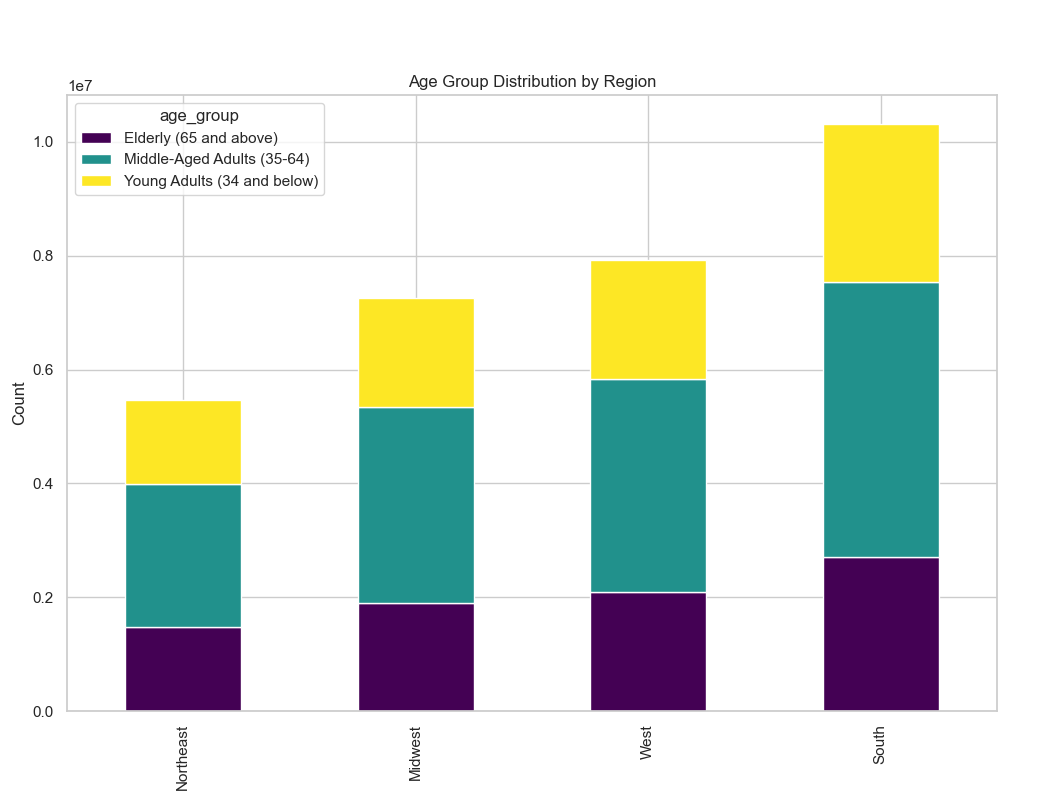 Age Group Distribution by Region
1e7
age_group
Elderly (65 and above)
Middle-Aged Adults (35-64)
Young Adults (34 and below)
1.0
0.8
0.6
0.4
0.2
0.0
Count
Northeast
Midwest
West
South